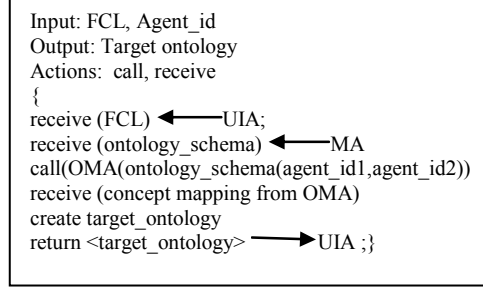 Input: FCL, Agent_id
Output: Target ontology
Actions: call, receive
{
receive (FCL) UIA;
receive (ontology_schema) MA
call(OMA(ontology_schema(agent_id1,agent_id2))
receive (concept mapping from OMA)
create target_ontology
return <target_ontology> UIA ;}